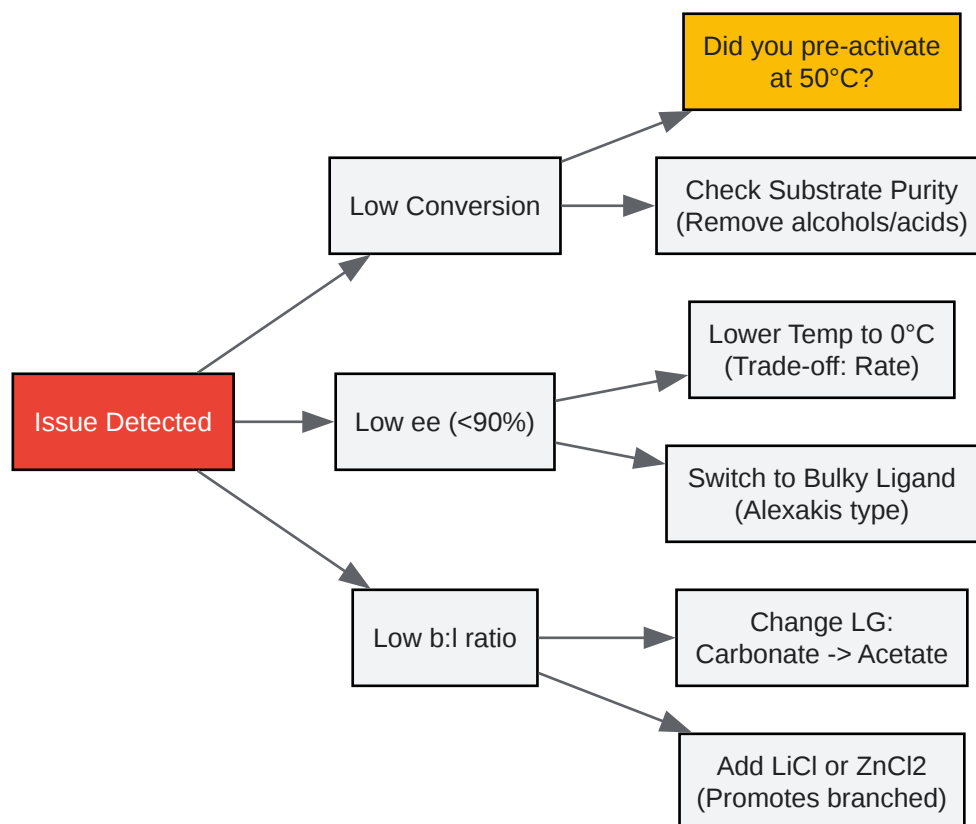 Did you pre-activate
at 50°C?
Low Conversion
Check Substrate Purity
(Remove alcohols/acids)
Lower Temp to 0°C
(Trade-off: Rate)
Issue Detected
Low ee (<90%)
Switch to Bulky Ligand
(Alexakis type)
Low b:l ratio
Change LG:
Carbonate -> Acetate
Add LiCl or ZnCl2
(Promotes branched)